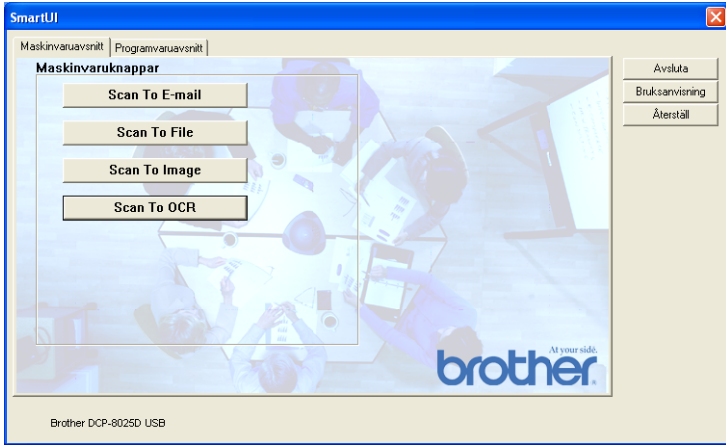 SmartUI
Maskinvaruavsnitt
Programvaruavsnitt
Maskinvaruknappar
Scan To E-mail
Scan To File
Scan To Image
Scan To OCR
Avsluta
Bruksanvisning
Återställ
At your side.
brother
Brother DCP-8025D USB